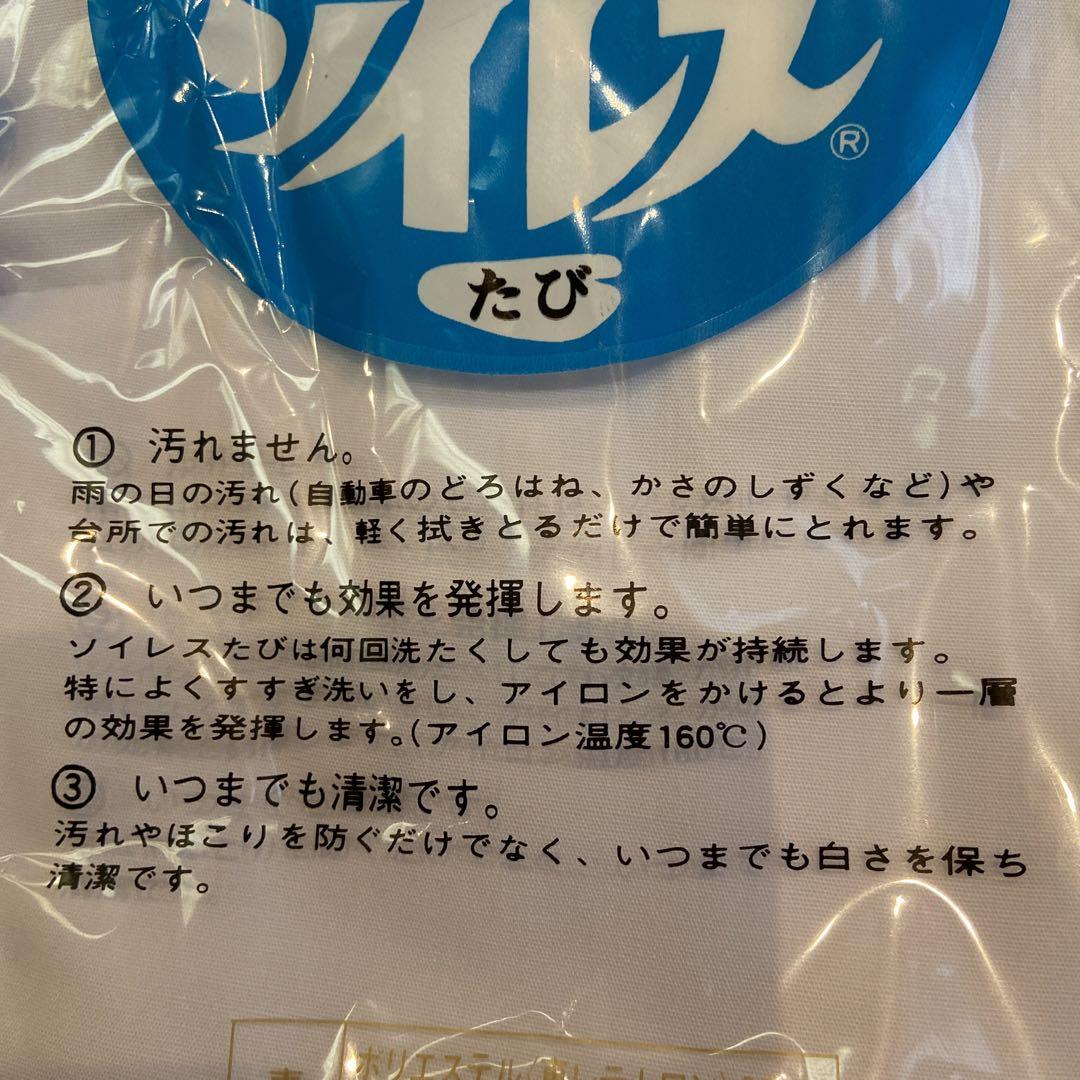 ソイレス®
たび
① 汚れません。
雨の日の汚れ(自動車のどろはね、かさのしずくなど)や
台所での汚れは、軽く拭きとるだけで簡単にとれます。
② いつまでも効果を発揮します。
ソイレスたびは何回洗たくしても効果が持続します。
特によくすすぎ洗いをし、アイロンをかけるとより一層
の効果を発揮します。(アイロン温度160℃)
③ いつまでも清潔です。
汚れやほこりを防ぐだけでなく、いつまでも白さを保ち
清潔です。
ポリエステル